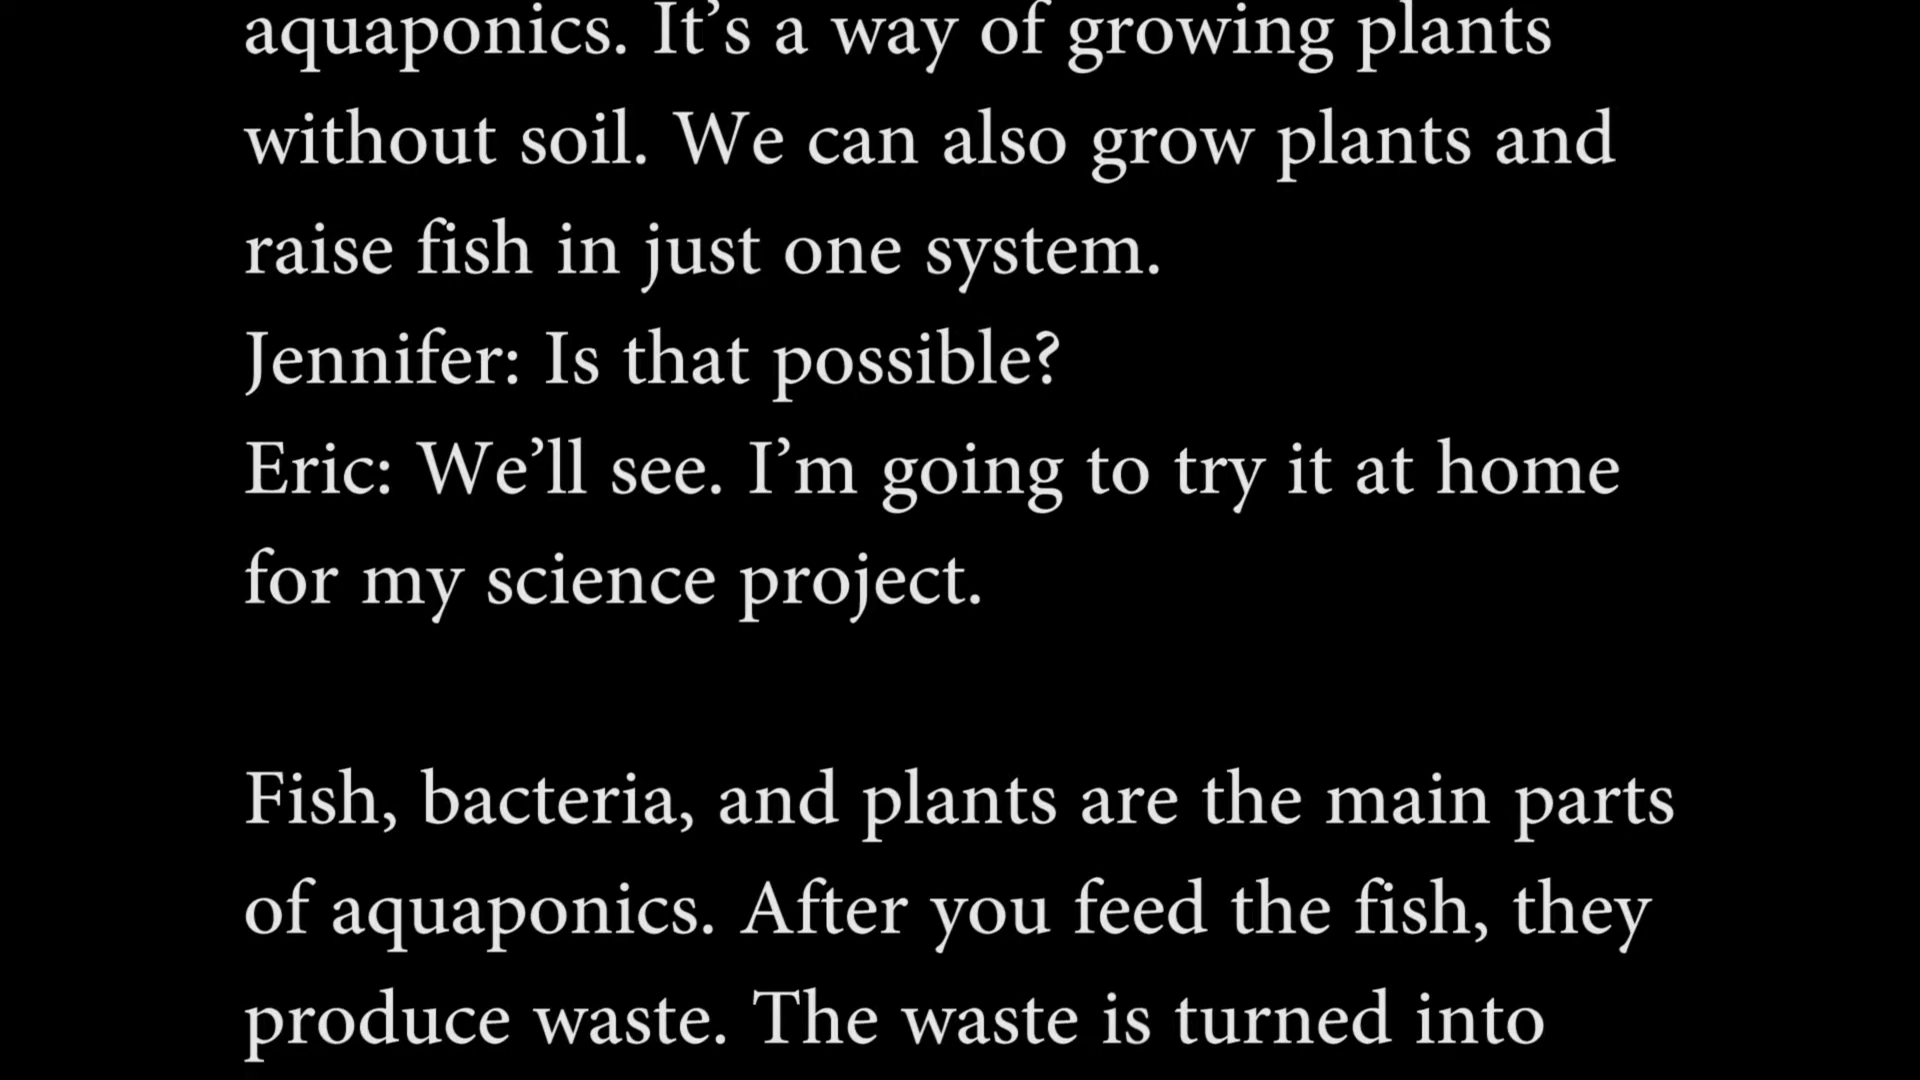 aquaponics. It’s a way of growing plants
without soil. We can also grow plants and
raise fish in just one system.
Jennifer: Is that possible?
Eric: We’ll see. I’m going to try it at home
for my science project.
Fish, bacteria, and plants are the main parts
of aquaponics. After you feed the fish, they
produce waste. The waste is turned into